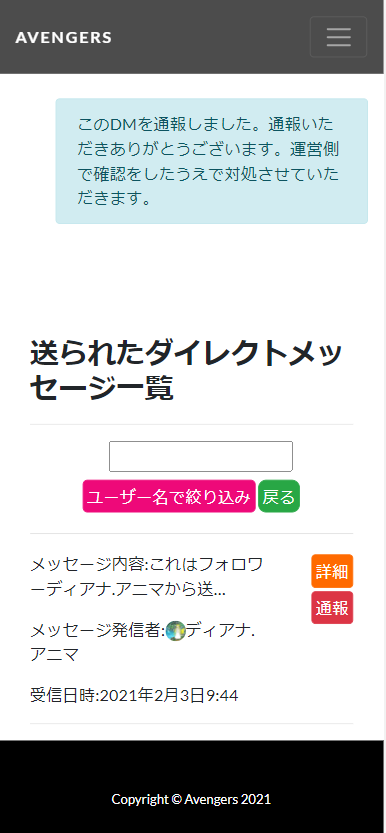 AVENGERS
このDMを通報しました。通報いた
だきありがとうございます。運営側
で確認をしたうえで対処させていた
だきます。
送られたダイレクトメッ
セージ一覧
ユーザー名で絞り込み 戻る
メッセージ内容:これはフォロワ
ーディアナ.アニマから送...
詳細
通報
メッセージ発信者:ディアナ.
アニマ
受信日時:2021年2月3日9:44
Copyright © Avengers 2021